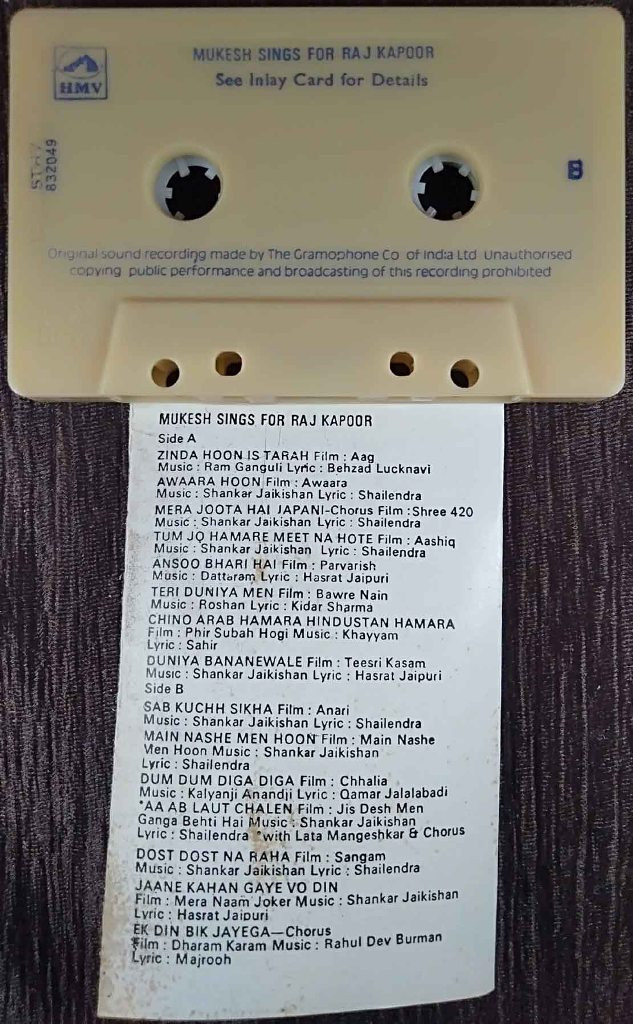 HMV
MUKESH SINGS FOR RAJ KAPOOR
See Inlay Card for Details
832049
B
Original sound recording made by The Gramophone Co of India Ltd Unauthorised
copying public performance and broadcasting of this recording prohibited
MUKESH SINGS FOR RAJ KAPOOR
Side A
ZINDA HOON IS TARAH Film : Aag
Music : Ram Ganguli Lyric : Behzad Lucknavi
AWAARA HOON Film : Awaara
Music : Shankar Jaikishan Lyric : Shailendra
MERA JOOTA HAI JAPANI-Chorus Film :Shree 420
Music : Shankar Jaikishan Lyric : Shailendra
TUM JO HAMARE MEET NA HOTE Film : Aashiq
Music : Shankar Jaikishan Lyric : Shailendra
ANSOO BHARI HAI Film : Parvarish
Music : Dattaram Lyric : Hasrat Jaipuri
TERI DUNIYA MEN Film : Bawre Nain
Music : Roshan Lyric : Kidar Sharma
CHINO ARAB HAMARA HINDUSTAN HAMARA
Film : Phir Subah Hogi Music : Khayyam
Lyric : Sahir
DUNIYA BANANEWALE Film : Teesri Kasam
Music : Shankar Jaikishan Lyric : Hasrat Jaipuri
Side B
SAB KUCHH SIKHA Film : Anari
Music : Shankar Jaikishan Lyric : Shailendra
MAIN NASHE MEN HOON Film : Main Nashe
Men Hoon Music : Shankar Jaikishan
Lyric : Shailendra
DUM DUM DIGA DIGA Film : Chhalia
Music : Kalyanji Anandji Lyric : Qamar Jalalabadi
*AA AB LAUT CHALEN Film : Jis Desh Men
Ganga Behti Hai Music : Shankar Jaikishan
Lyric : Shailendra *with Lata Mangeshkar & Chorus
DOST DOST NA RAHA Film : Sangam
Music : Shankar Jaikishan Lyric : Shailendra
JAANE KAHAN GAYE VO DIN
Film : Mera Naam Joker Music : Shankar Jaikishan
Lyric : Hasrat Jaipuri
EK DIN BIK JAYEGA—Chorus
Film : Dharam Karam Music : Rahul Dev Burman
Lyric : Majrooh